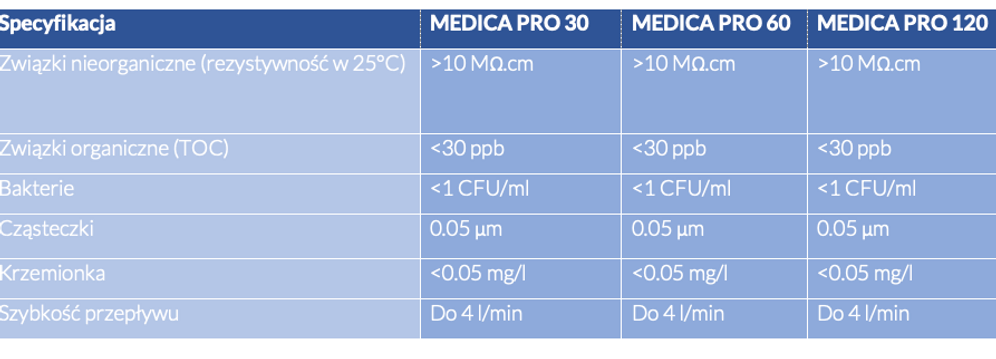 Specyfikacja MEDICA PRO 30 MEDICA PRO 60 MEDICA PRO 120
Związki nieorganiczne (rezystywność w 25°C) >10 MΩ.cm >10 MΩ.cm >10 MΩ.cm
Związki organiczne (TOC) <30 ppb <30 ppb <30 ppb
Bakterie <1 CFU/ml <1 CFU/ml <1 CFU/ml
Cząsteczki 0.05 µm 0.05 µm 0.05 µm
Krzemionka <0.05 mg/l <0.05 mg/l <0.05 mg/l
Szybkość przepływu Do 4 l/min Do 4 l/min Do 4 l/min